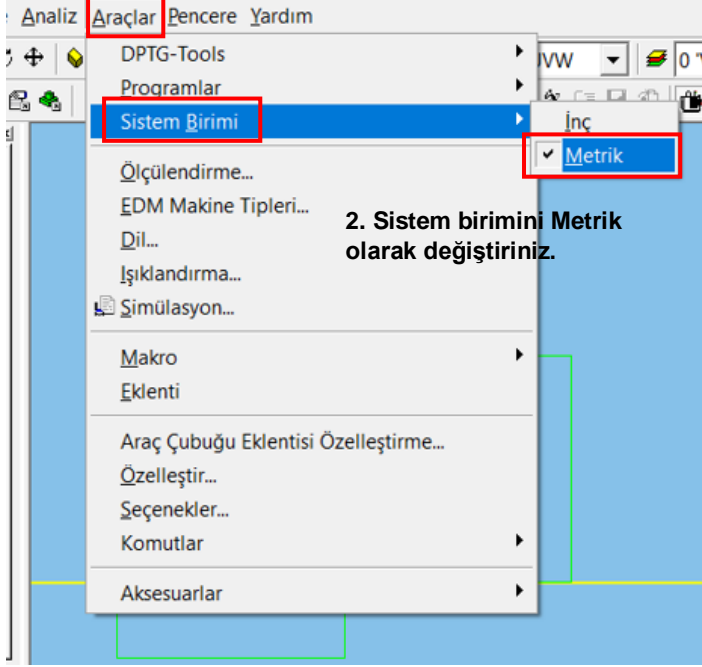 Analiz Araçlar Pencere Yardım
DPTG-Tools
Programlar
Sistem Birimi
İnç
Metrik
Ölçülendirme...
EDM Makine Tipleri...
Dil...
Işıklandırma...
Simülasyon...
2. Sistem birimini Metrik
olarak değiştiriniz.
Makro
Eklenti
Araç Çubuğu Eklentisi Özelleştirme...
Özelleştir...
Seçenekler...
Komutlar
Aksesuarlar